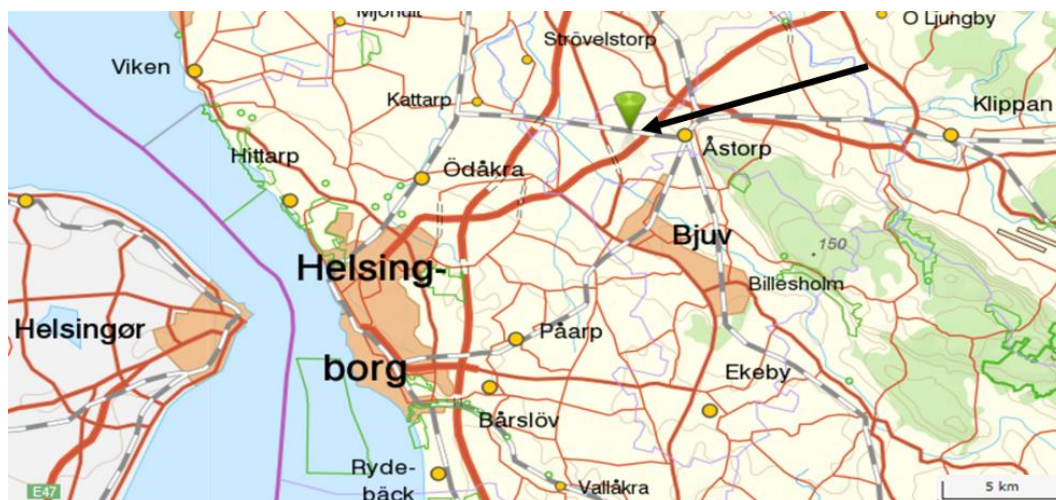 Strövelstorp
Ö Ljungby
Viken
Kattarp
Klippan
Hittarp
Ödåkra
Åstorp
Bjuv
150
Helsing-
borg
Billesholm
Helsingør
Påarp
Ekeby
Bårslöv
Ryde-
bäck
Vallåkra
E47
5 km